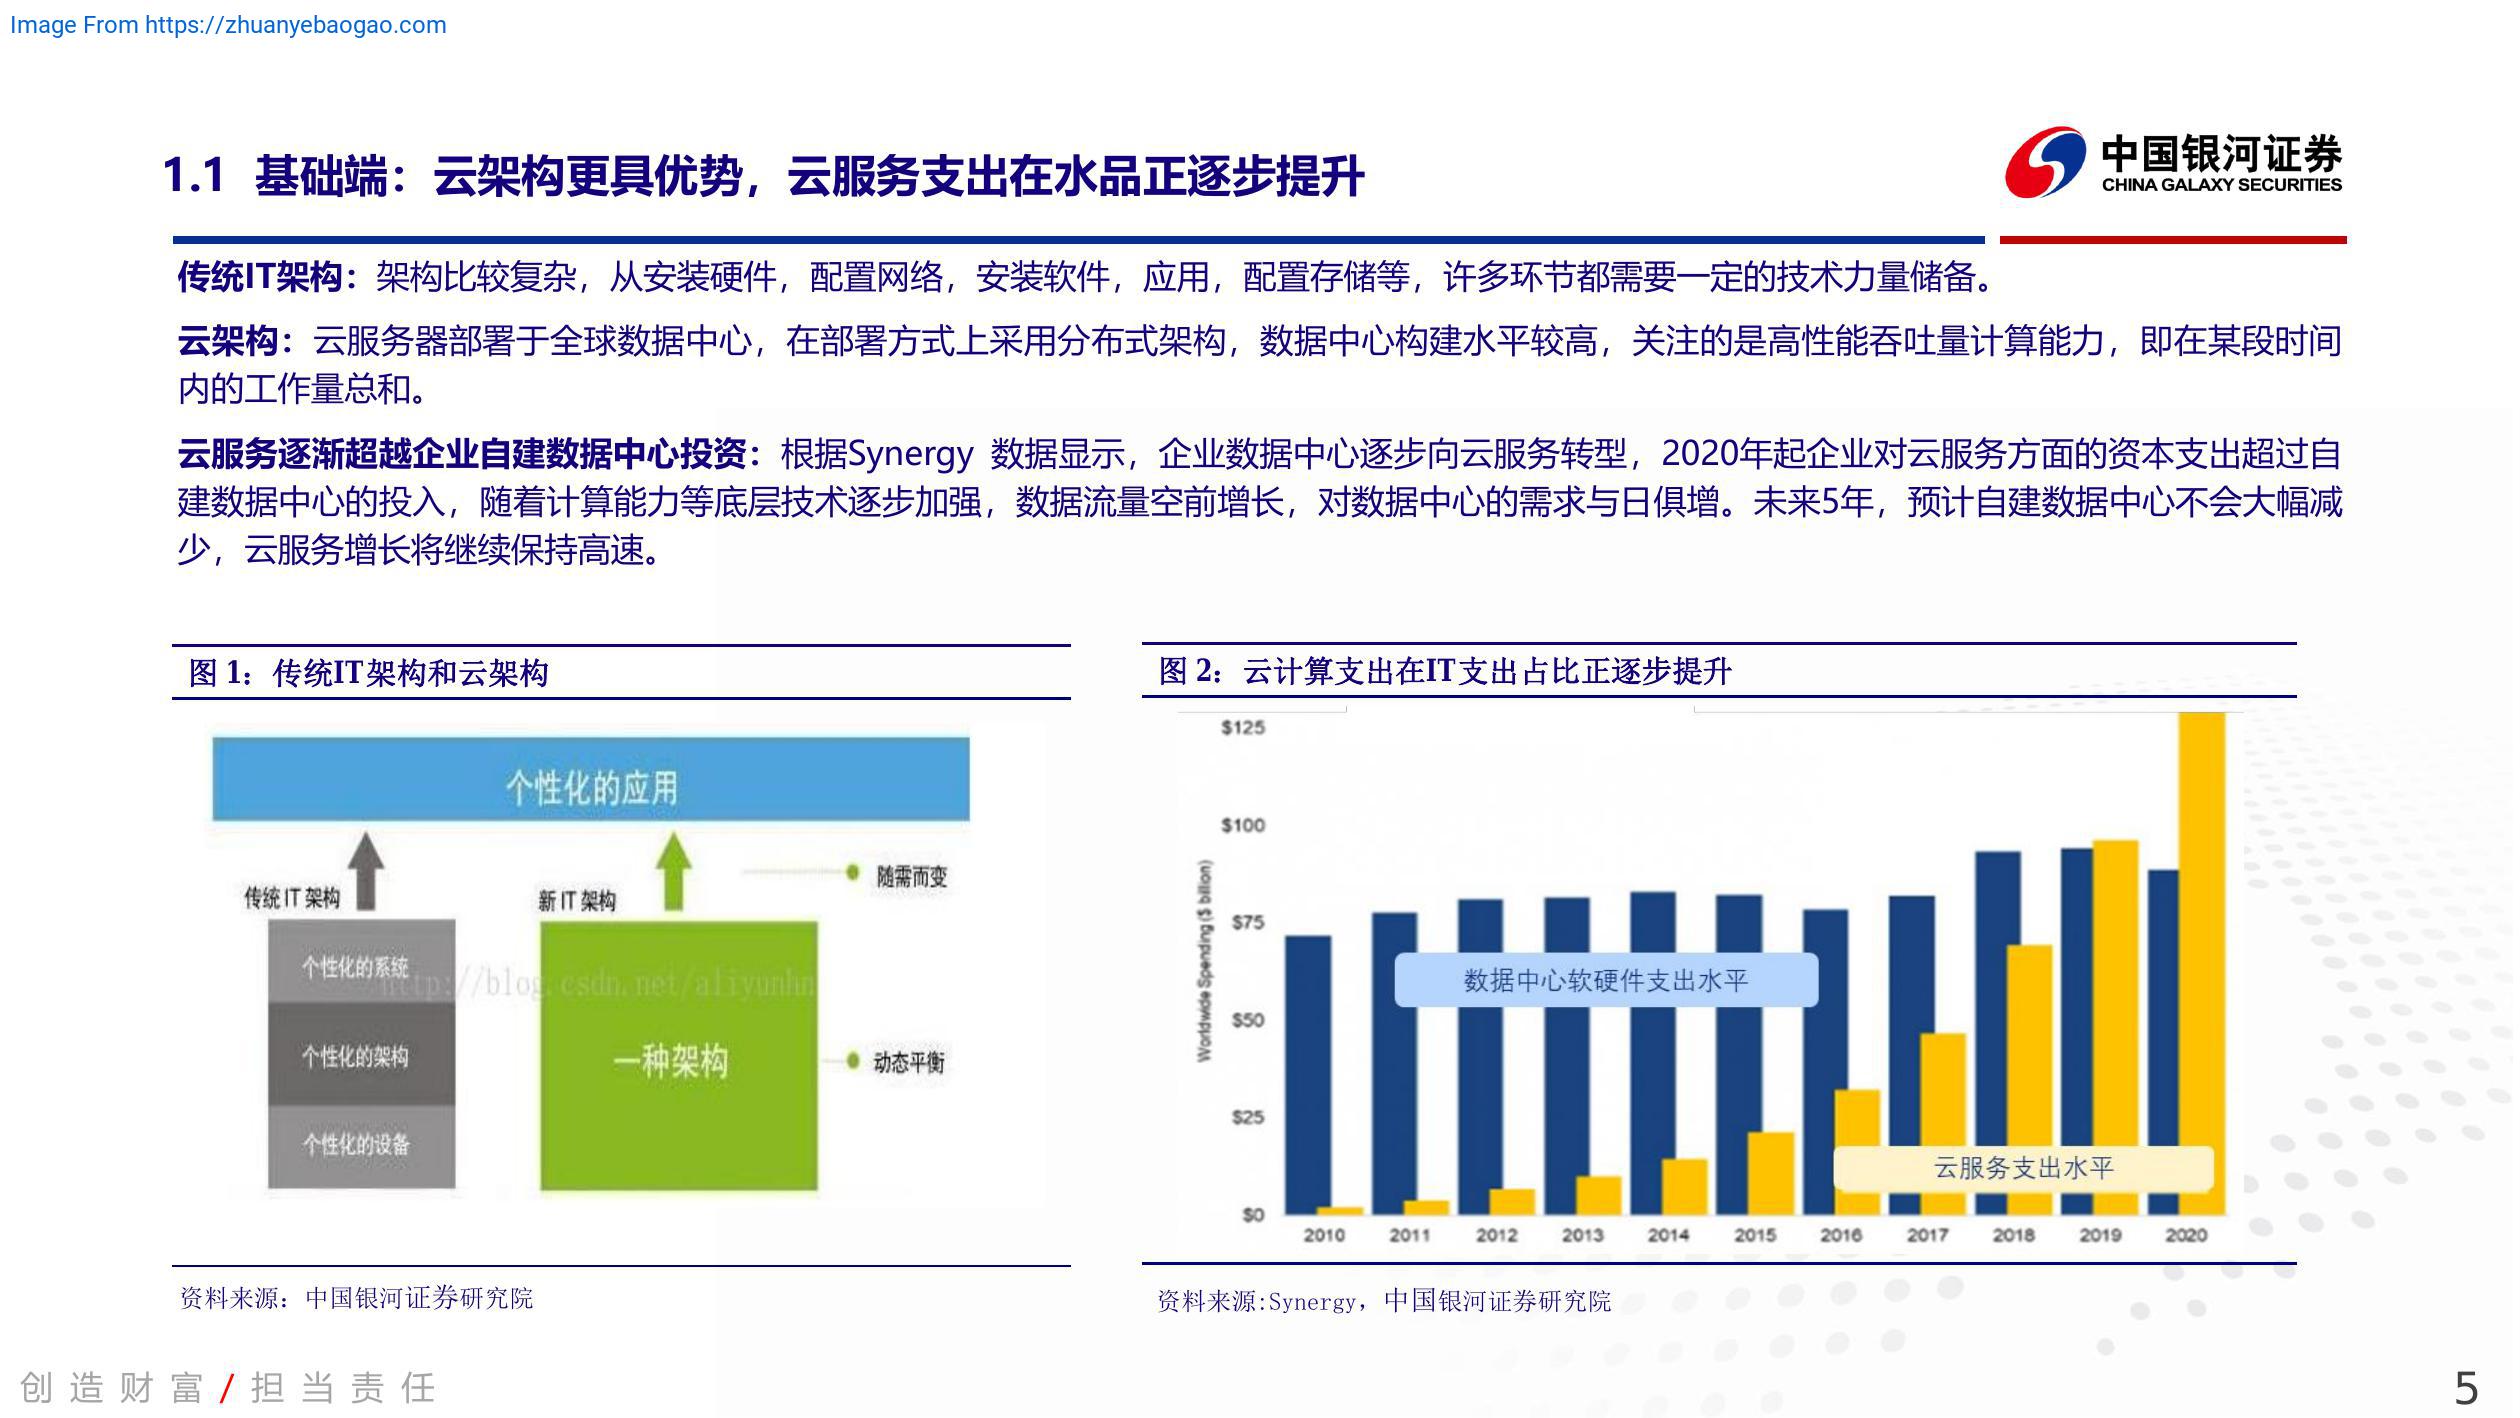 Image From https://zhuanyebaogao.com
1.1 基础端：云架构更具优势，云服务支出在水品正逐步提升
中国银河证券
CHINA GALAXY SECURITIES
传统IT架构：架构比较复杂，从安装硬件，配置网络，安装软件，应用，配置存储等，许多环节都需要一定的技术力量储备。
云架构：云服务器部署于全球数据中心，在部署方式上采用分布式架构，数据中心构建水平较高，关注的是高性能吞吐量计算能力，即在某段时间
内的工作量总和。
云服务逐渐超越企业自建数据中心投资：根据Synergy 数据显示，企业数据中心逐步向云服务转型，2020年起企业对云服务方面的资本支出超过自
建数据中心的投入，随着计算能力等底层技术逐步加强，数据流量空前增长，对数据中心的需求与日俱增。未来5年，预计自建数据中心不会大幅减
少，云服务增长将继续保持高速。
图 1：传统IT架构和云架构
个性化的应用
随需而变
传统 IT 架构
新 IT 架构
个性化的系统
http://blog.csdn.net/aliyunhn
个性化的架构
一种架构
动态平衡
个性化的设备
资料来源：中国银河证券研究院
图 2：云计算支出在IT支出占比正逐步提升
$125
$100
$75
$50
$25
$0
Worldwide Spending ($ billion)
数据中心软硬件支出水平
云服务支出水平
2010 2011 2012 2013 2014 2015 2016 2017 2018 2019 2020
资料来源:Synergy，中国银河证券研究院
创造财富/担当责任
5